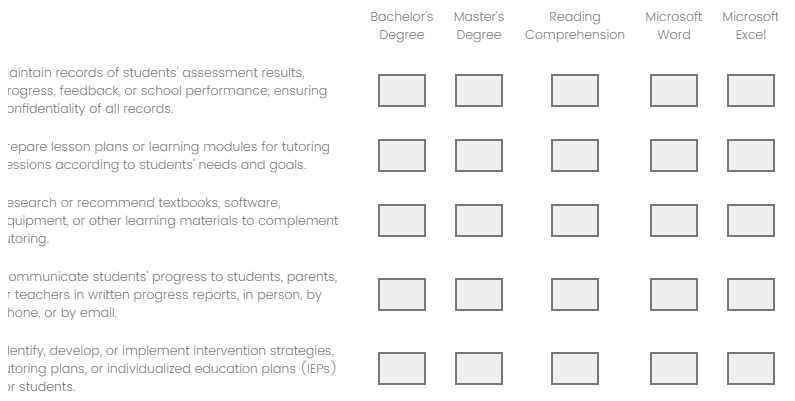 Bachelor's Degree
Master's Degree
Reading Comprehension
Microsoft Word
Microsoft Excel
aintain records of students' assessment results,
rogress, feedback, or school performance, ensuring
onfidentiality of all records.
repare lesson plans or learning modules for tutoring
essions according to students' needs and goals.
esearch or recommend textbooks, software,
quipment, or other learning materials to complement
utoring.
ommunicate students' progress to students, parents,
r teachers in written progress reports, in person, by
hone, or by email.
dentify, develop, or implement intervention strategies,
utoring plans, or individualized education plans (IEPs)
or students.